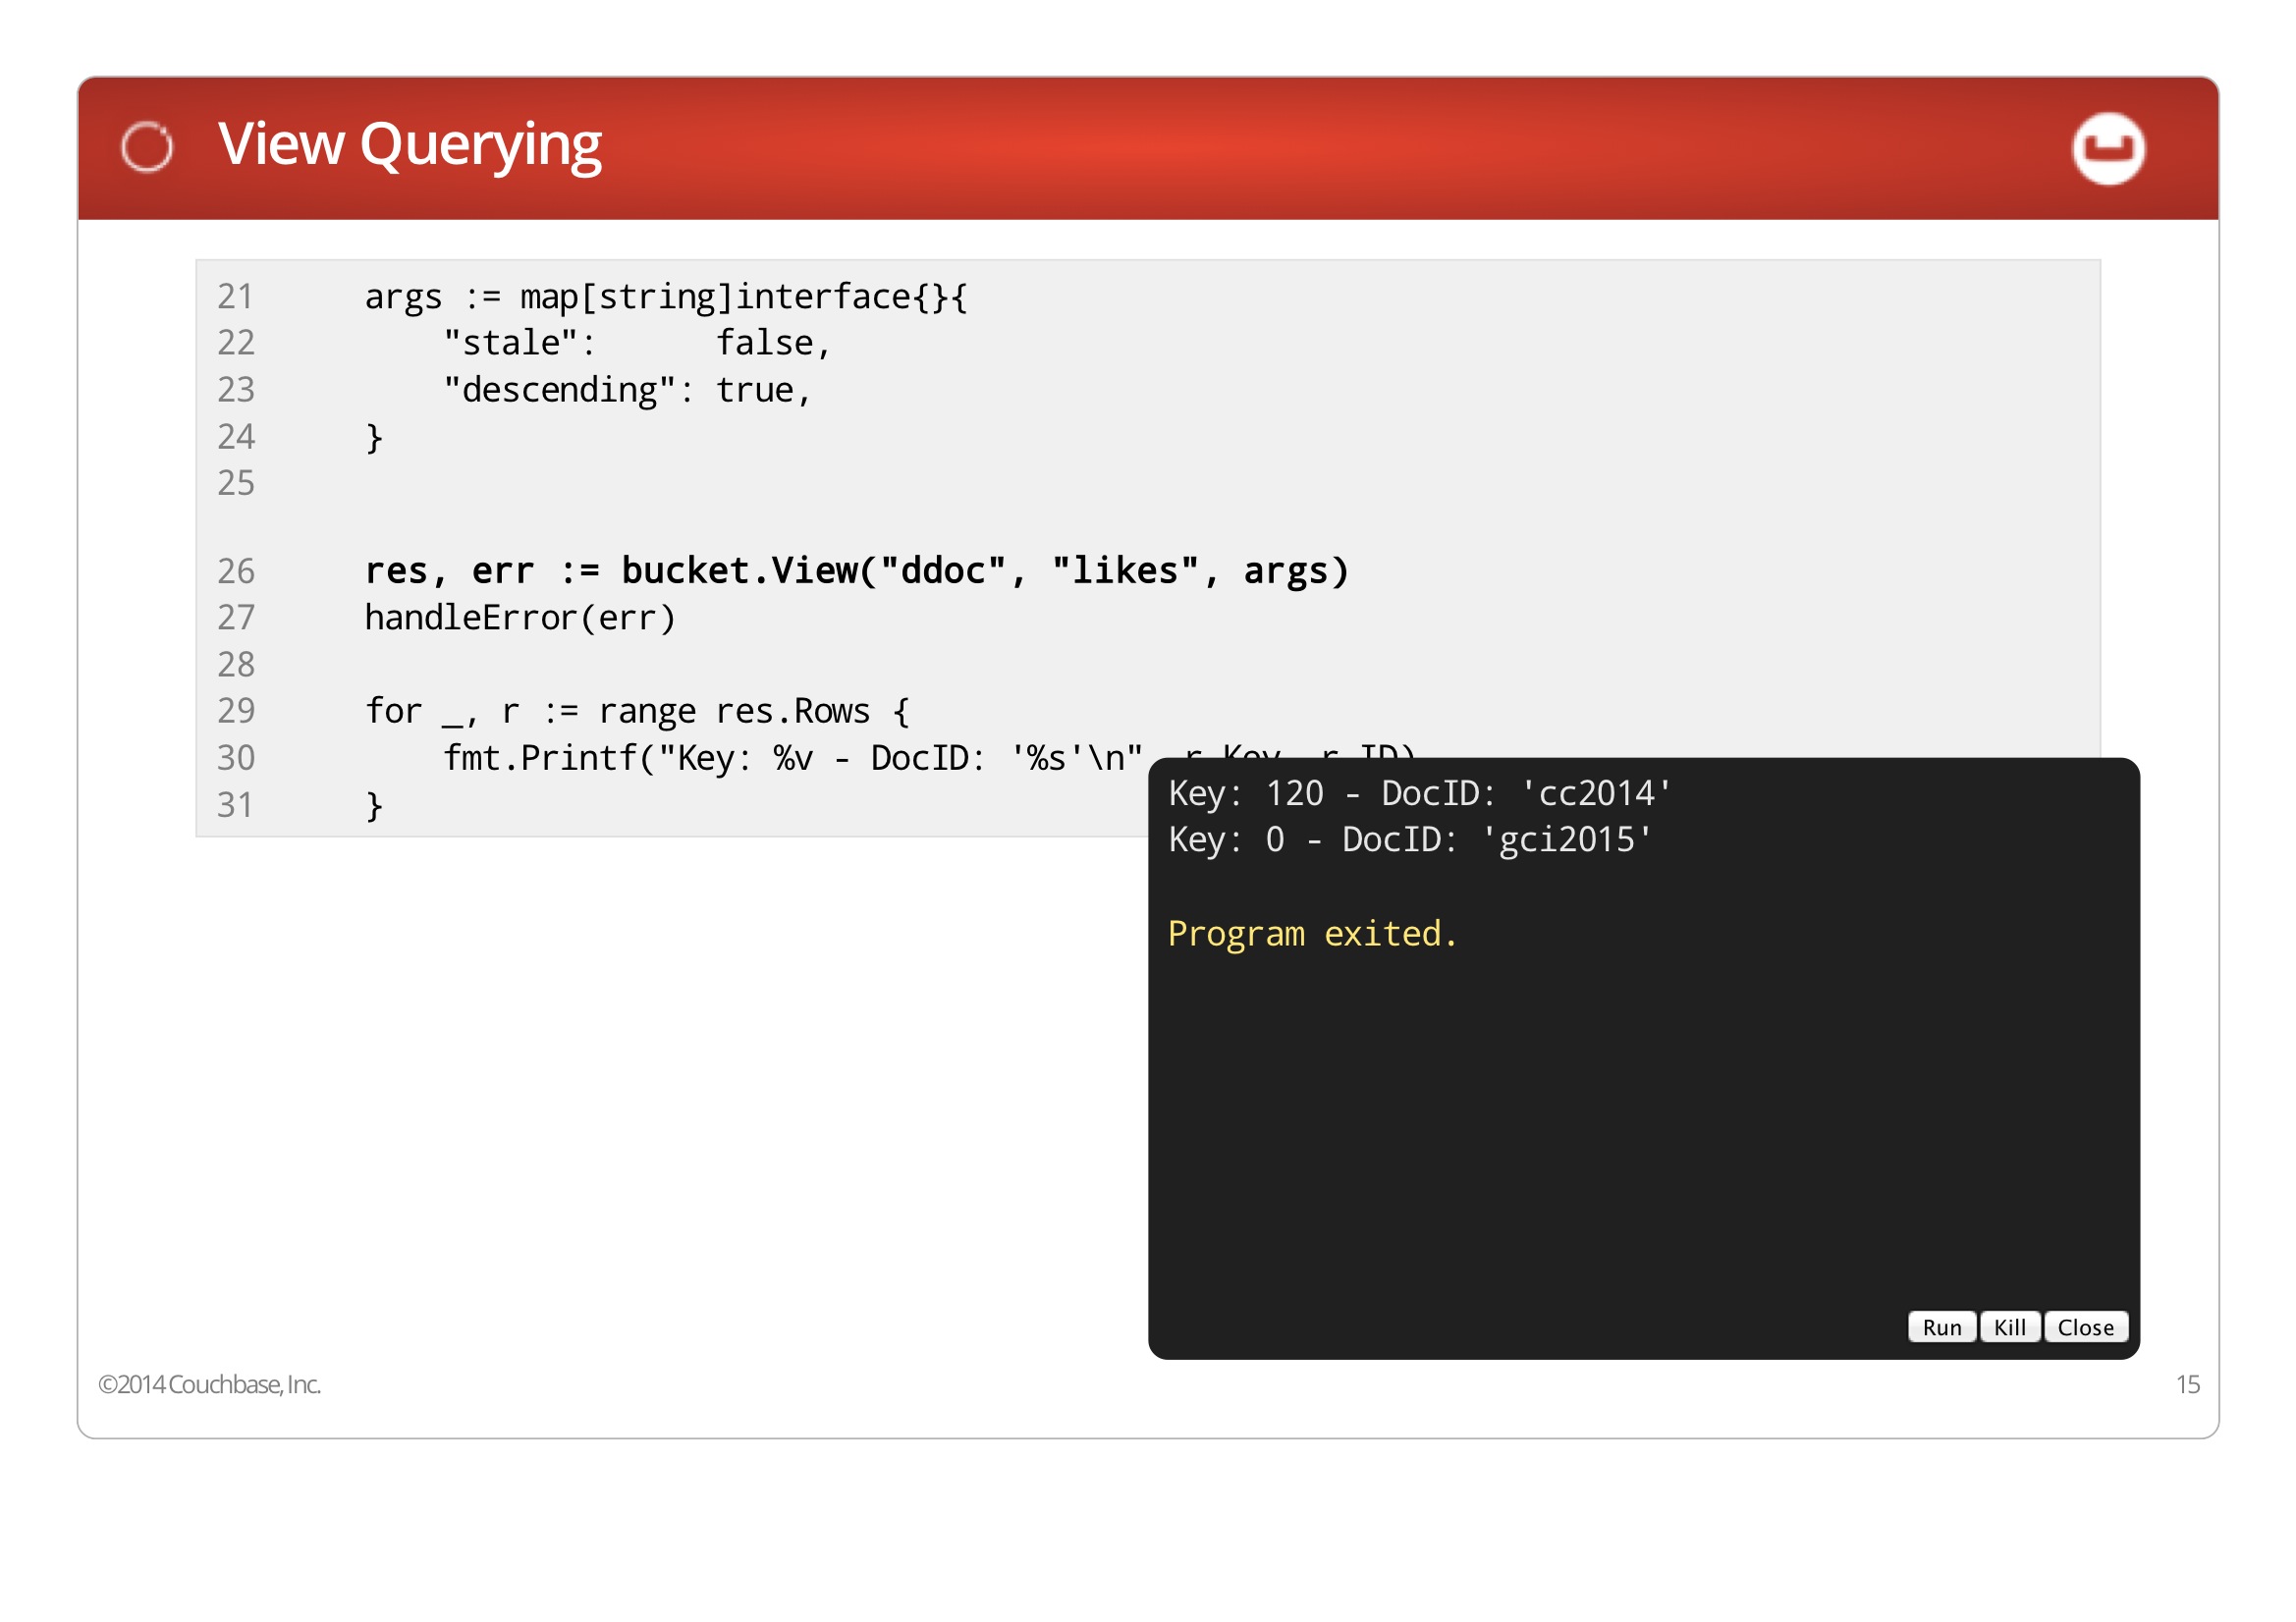 View Querying
21 args := map[string]interface{}{
22 "stale": false,
23 "descending": true,
24 }
25
26 res, err := bucket.View("ddoc", "likes", args)
27 handleError(err)
28
29 for _, r := range res.Rows {
30 fmt.Printf("Key: %v - DocID: '%s'\n", r.Key, r.ID)
31 }
Key: 120 - DocID: 'cc2014'
Key: 0 - DocID: 'gci2015'
Program exited.
Run Kill Close
©2014 Couchbase, Inc.
15